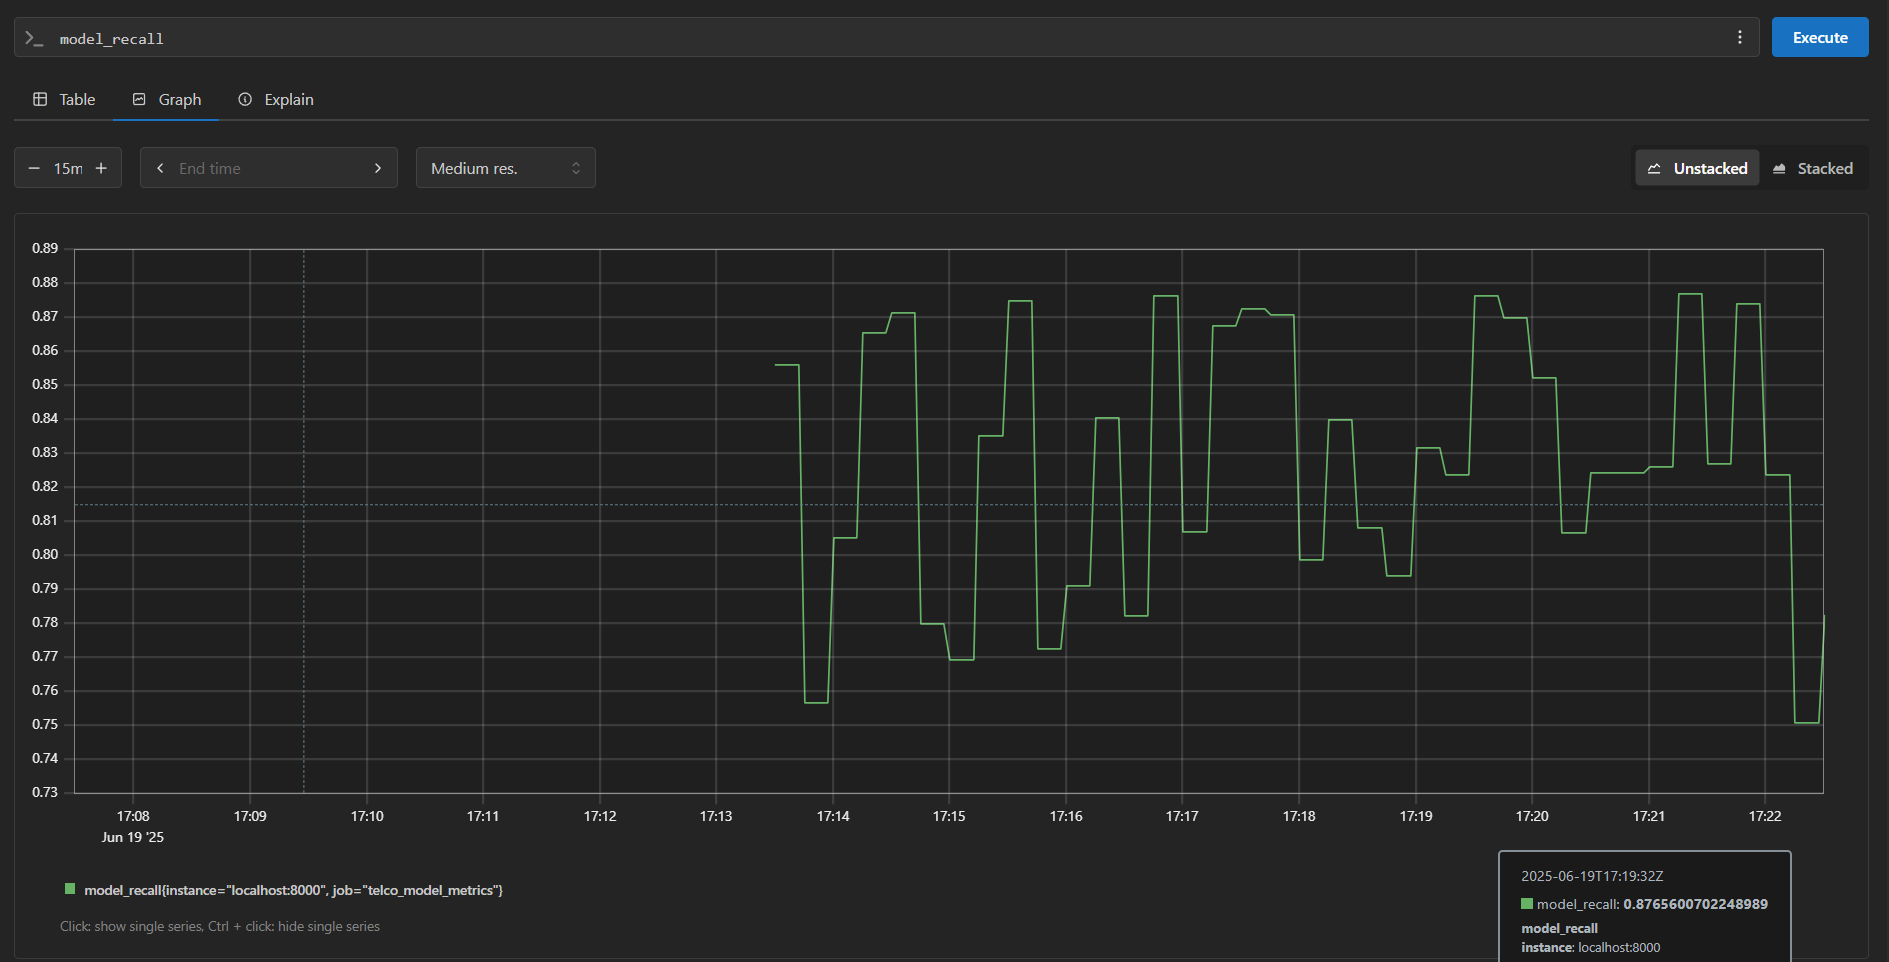 model_recall
Execute
Table Graph Explain
15m End time Medium res. Unstacked Stacked
0.89
0.88
0.87
0.86
0.85
0.84
0.83
0.82
0.81
0.80
0.79
0.78
0.77
0.76
0.75
0.74
0.73
17:08 17:09 17:10 17:11 17:12 17:13 17:14 17:15 17:16 17:17 17:18 17:19 17:20 17:21 17:22
Jun 19 '25
model_recall{instance="localhost:8000", job="telco_model_metrics"}
Click: show single series, Ctrl + click: hide single series
2025-06-19T17:19:32Z
model_recall: 0.8765600702248989
model_recall
instance: localhost:8000